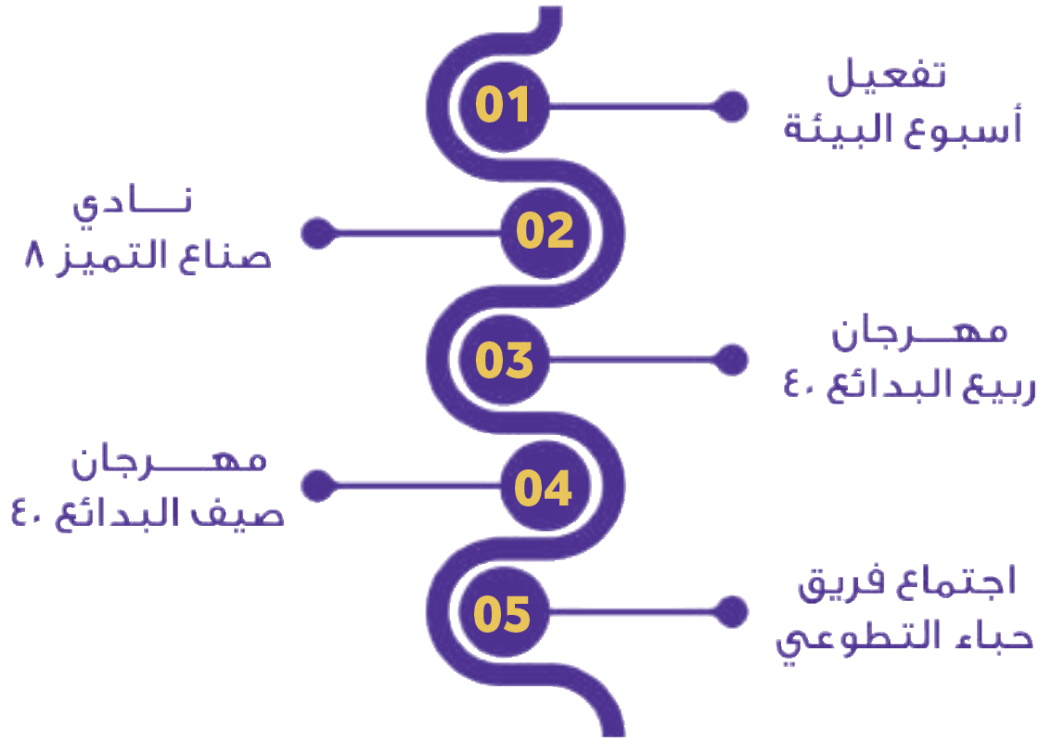 01
تفعيل
أسبوع البيئة
02
نـــادي
صناع التميز ٨
03
مهـــرجان
ربيع البدائع ٤٠
04
مهـــرجان
صيف البدائع ٤٠
05
اجتماع فريق
حباء التطوعي